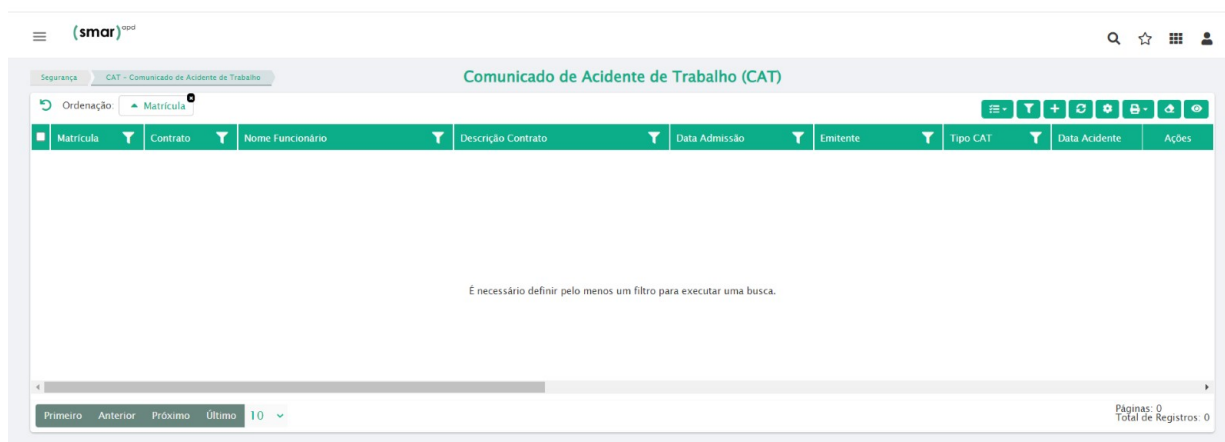 (smar)apd
Segurança CAT - Comunicado de Acidente de Trabalho Comunicado de Acidente de Trabalho (CAT)
Ordenação: Matrícula
Matrícula Contrato Nome Funcionário Descrição Contrato Data Admissão Emitente Tipo CAT Data Acidente Ações
É necessário definir pelo menos um filtro para executar uma busca.
Primeiro Anterior Próximo Último 10 Páginas: 0
Total de Registros: 0